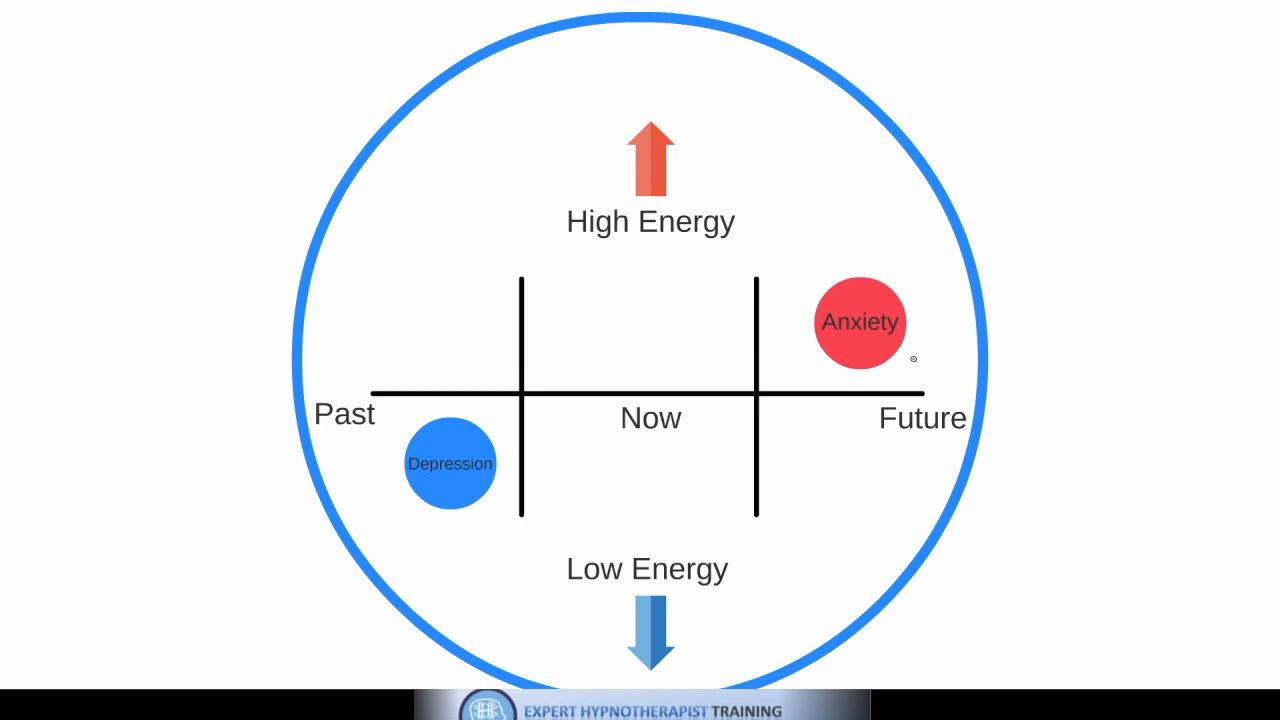 High Energy
Anxiety
Past
Now
Future
Depression
Low Energy
EXPERT HYPNOTHERAPIST TRAINING